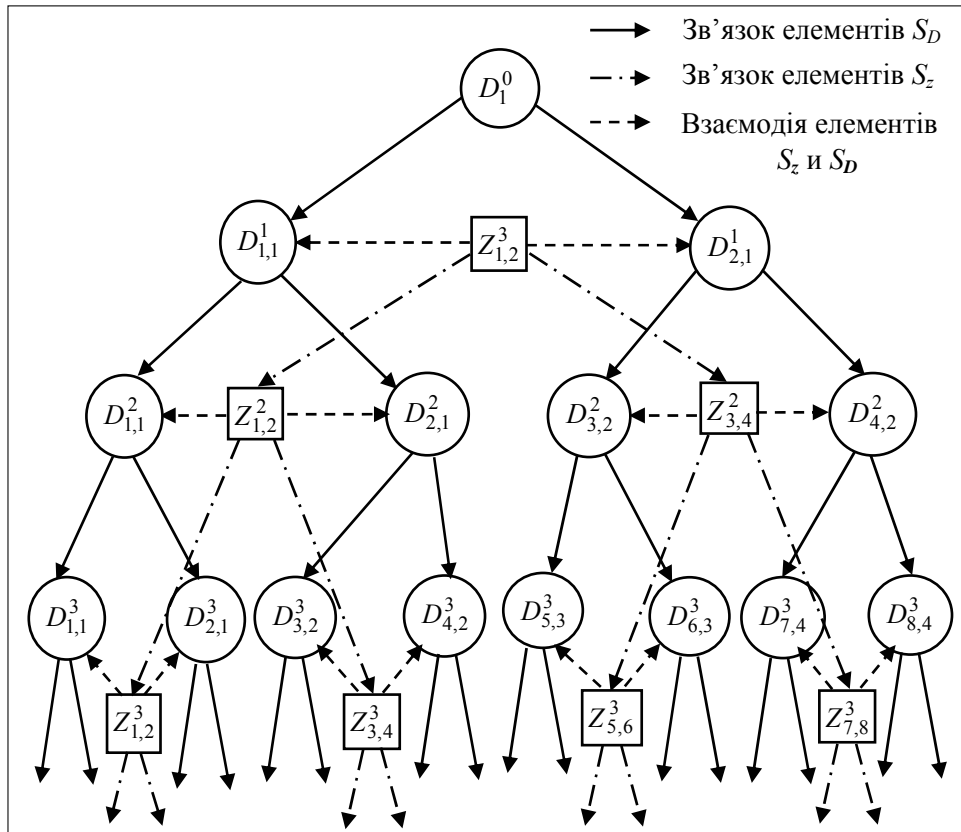 Зв’язок елементів S_D
Зв’язок елементів S_z
Взаємодія елементів
S_z и S_D
D_1^0
D_{1,1}^1 Z_{1,2}^3 D_{2,1}^1
D_{1,1}^2 Z_{1,2}^2 D_{2,1}^2 D_{3,2}^2 Z_{3,4}^2 D_{4,2}^2
D_{1,1}^3 D_{2,1}^3 D_{3,2}^3 D_{4,2}^3 D_{5,3}^3 D_{6,3}^3 D_{7,4}^3 D_{8,4}^3
Z_{1,2}^3 Z_{3,4}^3 Z_{5,6}^3 Z_{7,8}^3